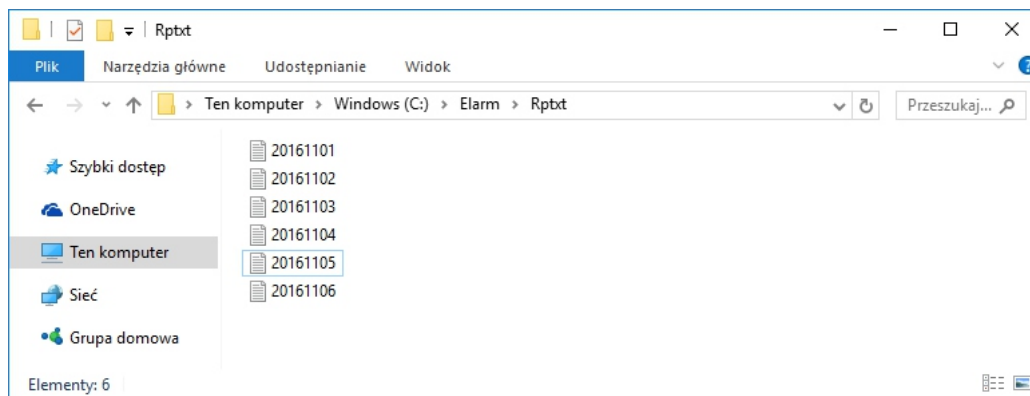 Rptxt
Plik Narzędzia główne Udostępnianie Widok
Ten komputer Windows (C:) Elarm Rptxt Przeszukaj...
Szybki dostęp
OneDrive
Ten komputer
Sieć
Grupa domowa
20161101
20161102
20161103
20161104
20161105
20161106
Elementy: 6